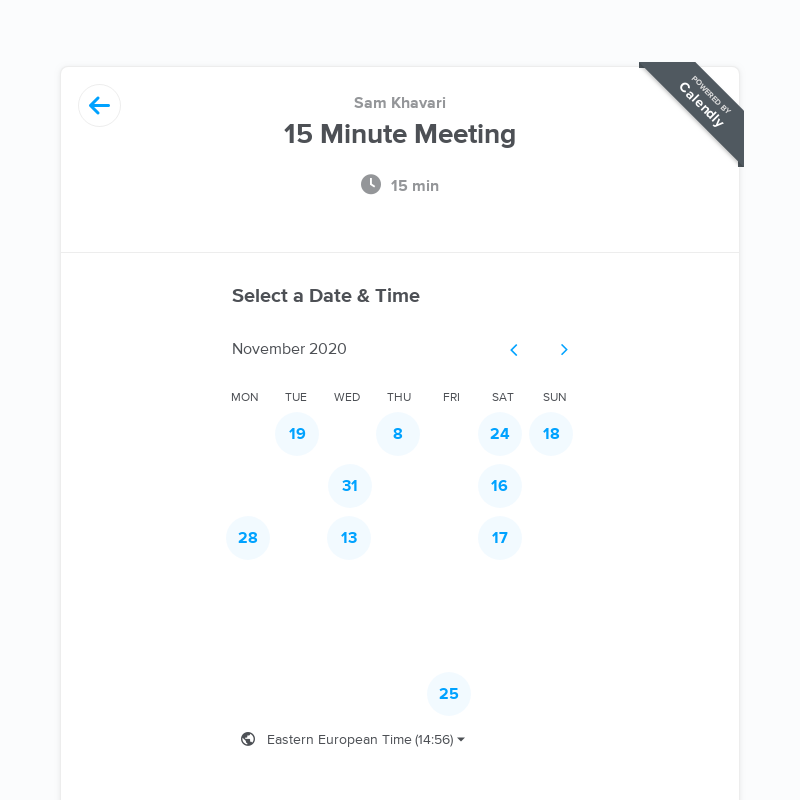 Sam Khavari
15 Minute Meeting
15 min
POWERED BY
Calendly
Select a Date & Time
November 2020
MON TUE WED THU FRI SAT SUN
19 8 24 18
31 16
28 13 17
25
Eastern European Time (14:56)